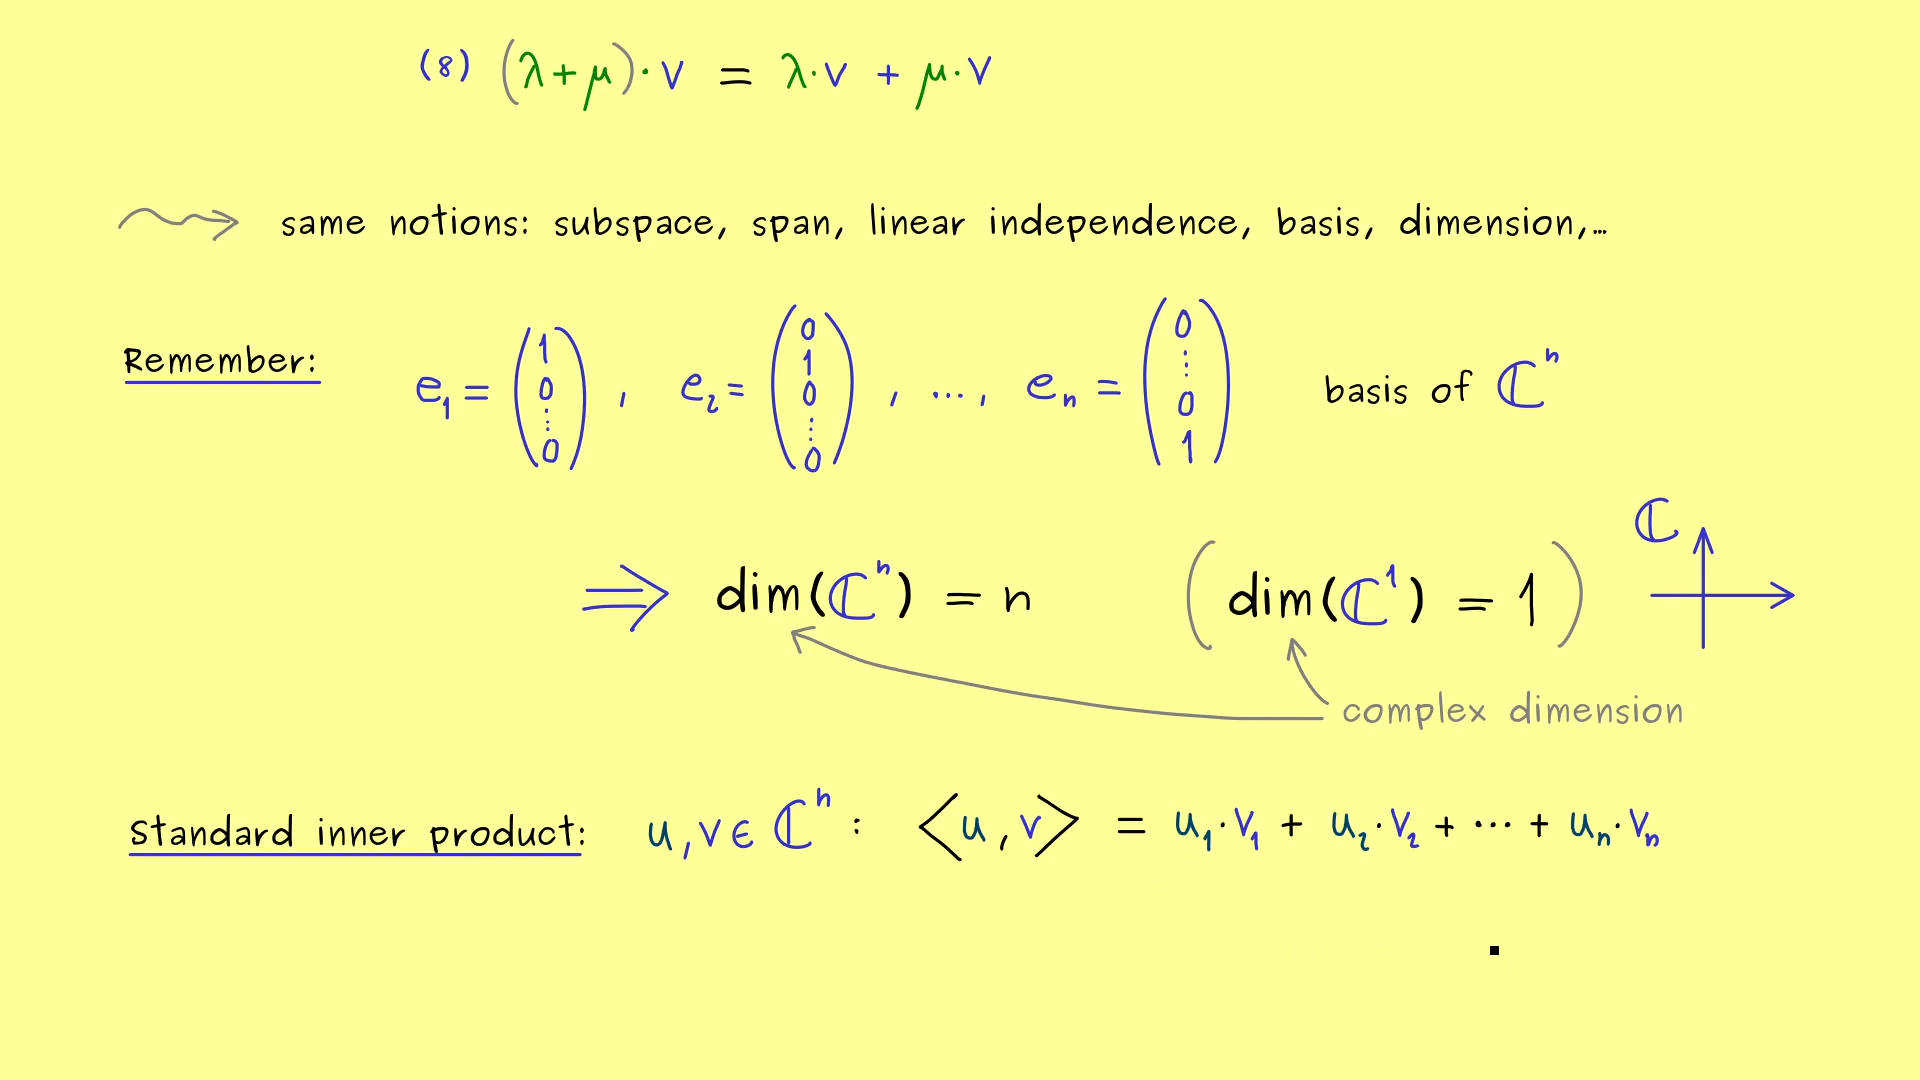 (8) (λ+μ)·v = λ·v + μ·v
same notions: subspace, span, linear independence, basis, dimension,...
Remember: e₁ = (1 0 ⋮ 0), e₂ = (0 1 0 ⋮ 0), ..., eₙ = (0 ⋮ 0 1) basis of ℂⁿ
ℂ
⇒ dim(ℂⁿ) = n (dim(ℂ¹) = 1)
complex dimension
Standard inner product: u,v∈ℂⁿ: <u,v> = u₁·v₁ + u₂·v₂ + ··· + uₙ·vₙ